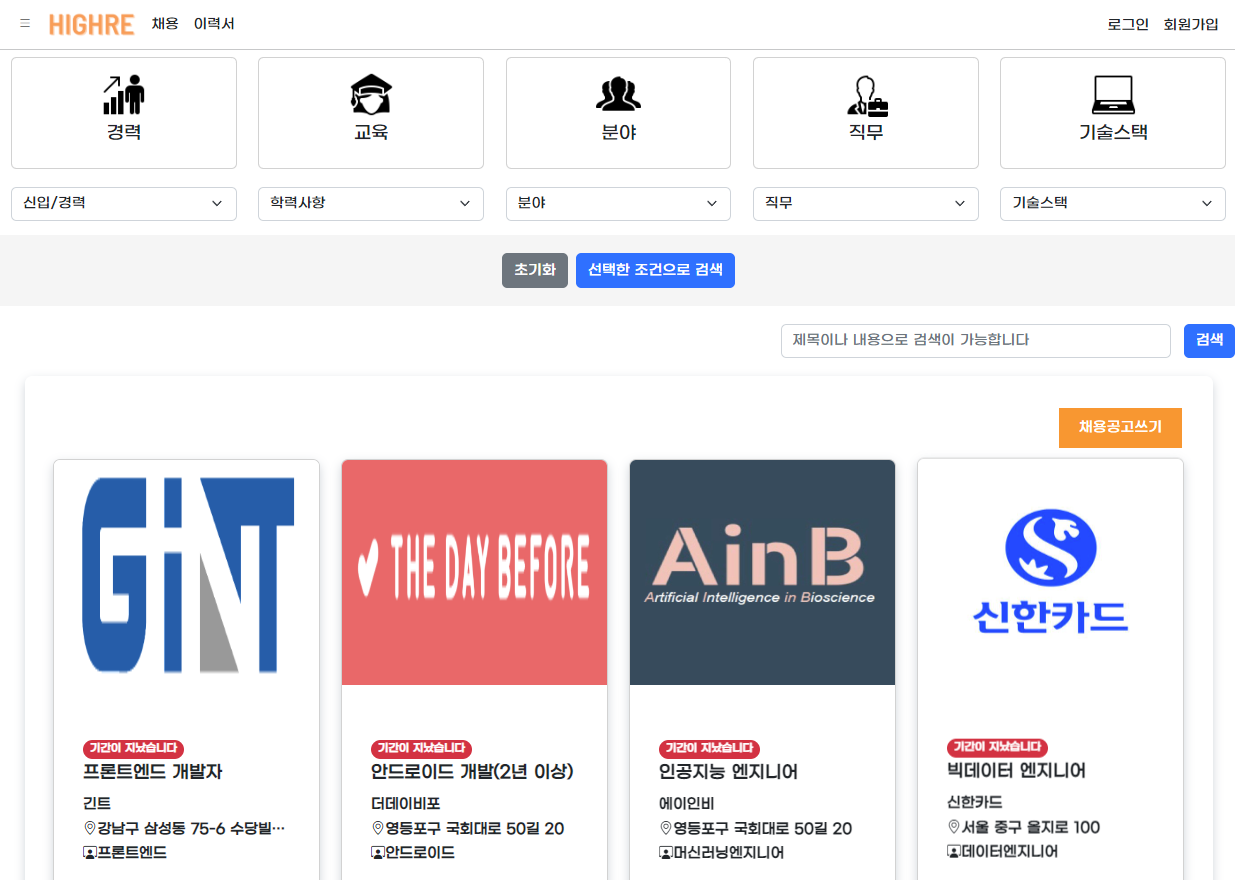 HIGHRE 채용 이력서 로그인 회원가입
경력 교육 분야 직무 기술스택
신입/경력 학력사항 분야 직무 기술스택
초기화 선택한 조건으로 검색
제목이나 내용으로 검색이 가능합니다 검색
채용공고쓰기
GiNT
THE DAY BEFORE
AinB
Artificial Intelligence in Bioscience
신한카드
기간이 지났습니다
프론트엔드 개발자
긴트
강남구 삼성동 75-6 수당빌…
프론트엔드
기간이 지났습니다
안드로이드 개발(2년 이상)
더데이비포
영등포구 국회대로 50길 20
안드로이드
기간이 지났습니다
인공지능 엔지니어
에이인비
영등포구 국회대로 50길 20
머신러닝엔지니어
기간이 지났습니다
빅데이터 엔지니어
신한카드
서울 중구 을지로 100
데이터엔지니어